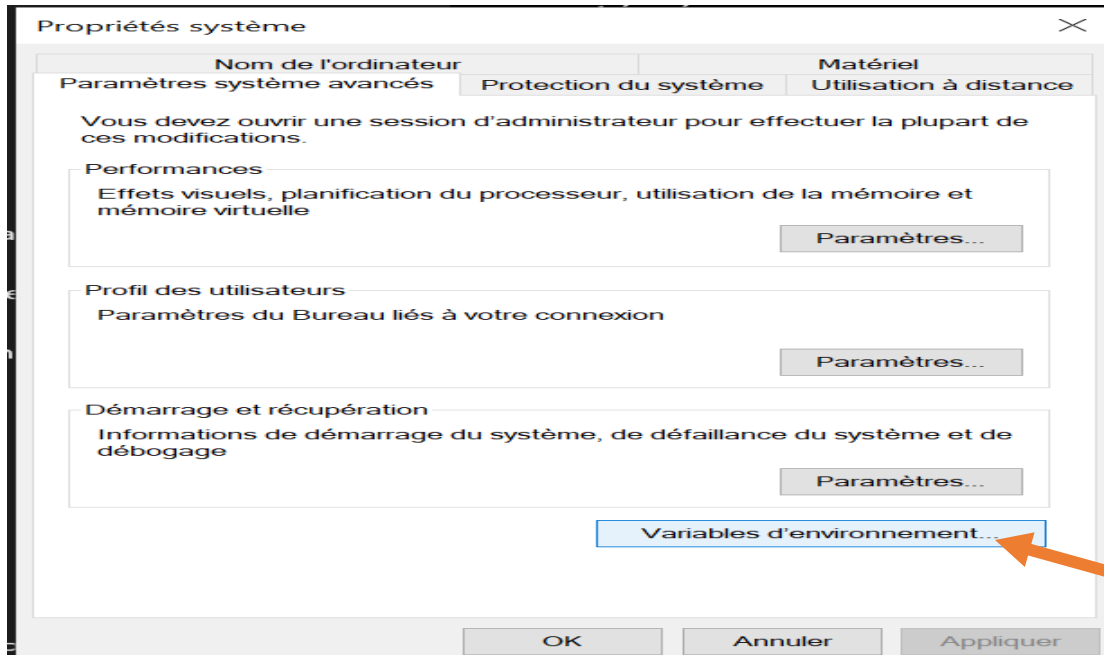 Propriétés système
Nom de l'ordinateur
Matériel
Paramètres système avancés
Protection du système
Utilisation à distance
Vous devez ouvrir une session d'administrateur pour effectuer la plupart de
ces modifications.
Performances
Effets visuels, planification du processeur, utilisation de la mémoire et
mémoire virtuelle
Paramètres...
Profil des utilisateurs
Paramètres du Bureau liés à votre connexion
Paramètres...
Démarrage et récupération
Informations de démarrage du système, de défaillance du système et de
débogage
Paramètres...
Variables d'environnement...
OK
Annuler
Appliquer